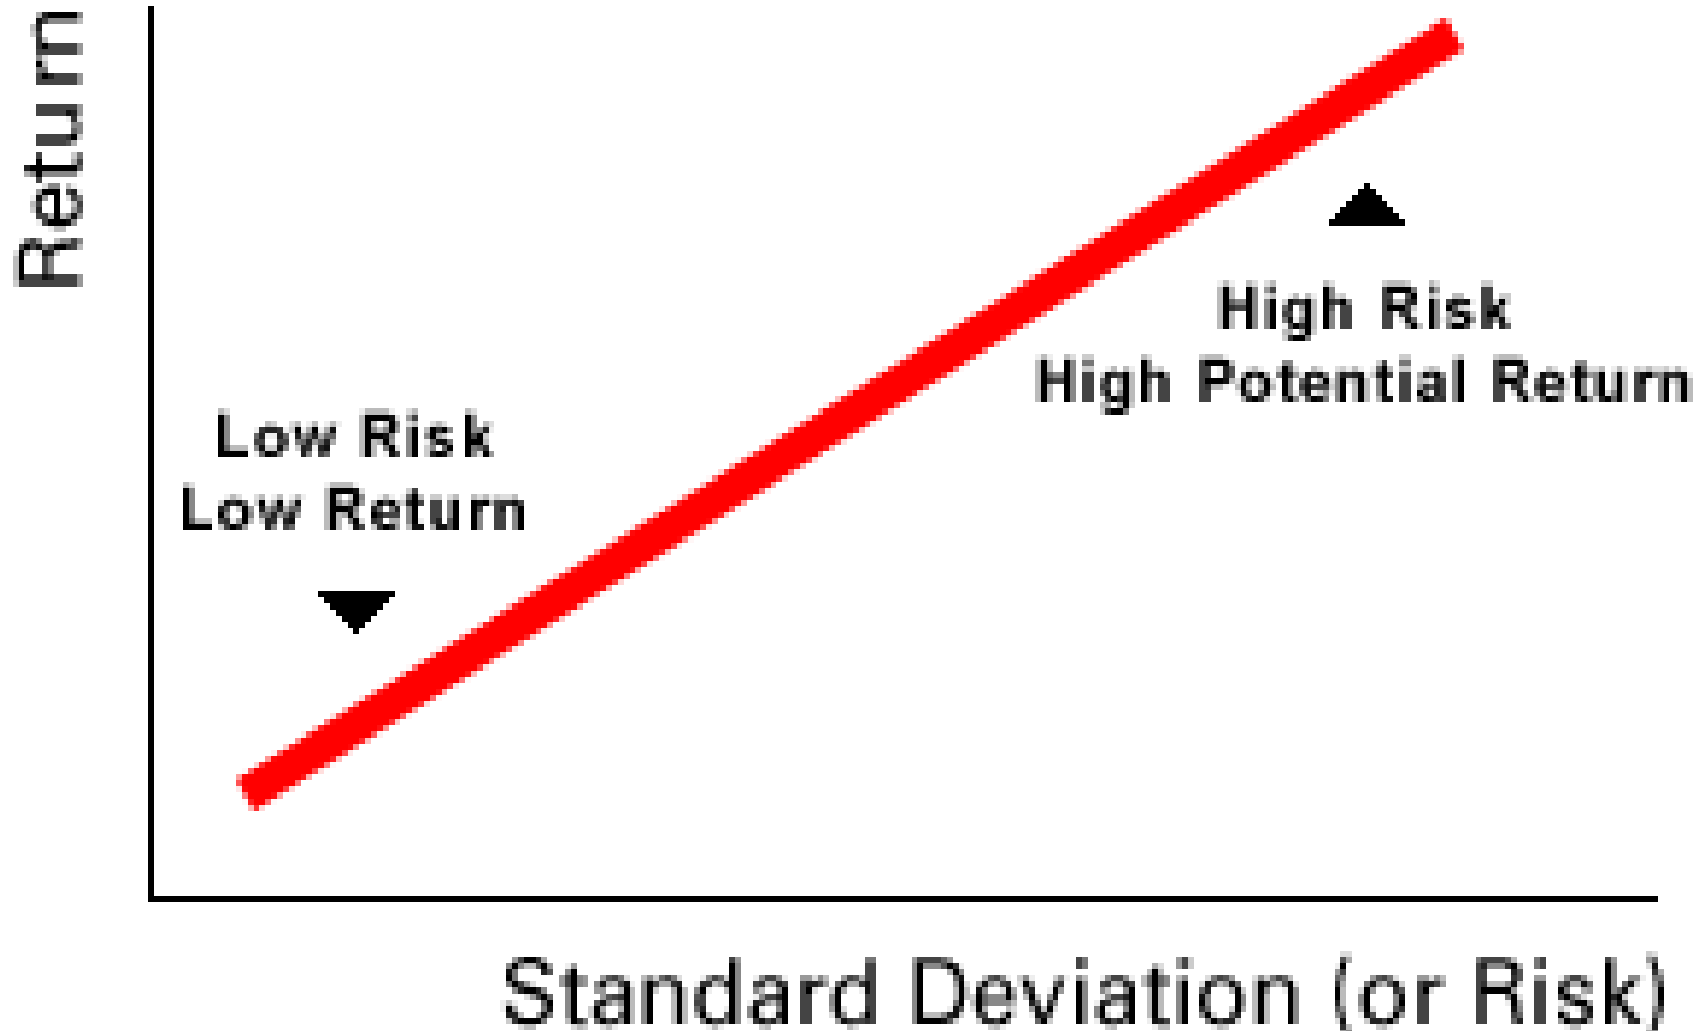 Return
Low Risk
Low Return
High Risk
High Potential Return
Standard Deviation (or Risk)